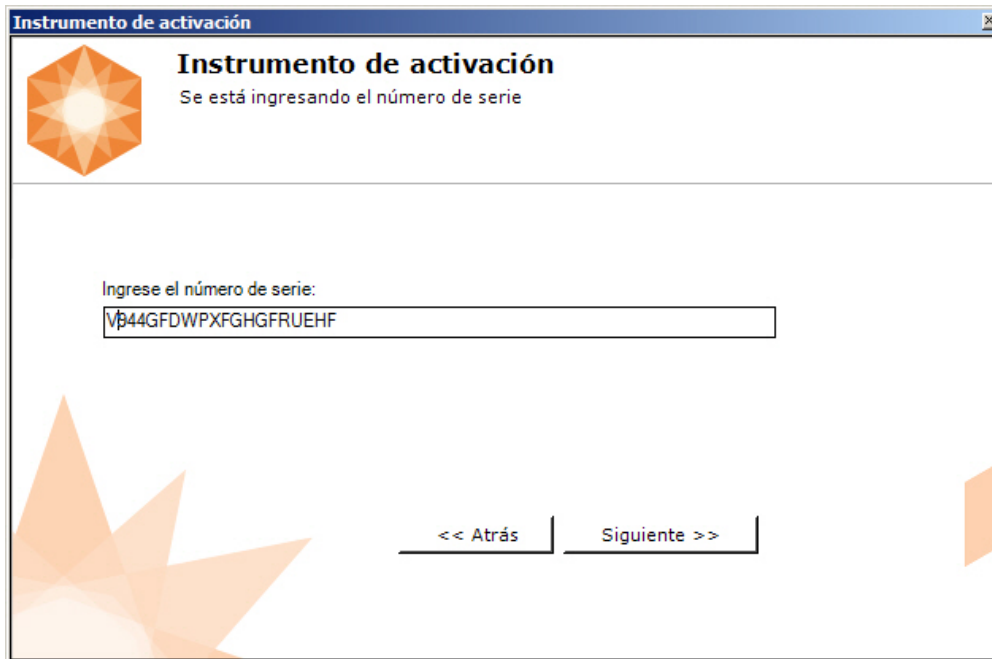 Instrumento de activación
Instrumento de activación
Se está ingresando el número de serie
Ingrese el número de serie:
V944GFDWPXFGHGFRUEHF
<< Atrás
Siguiente >>